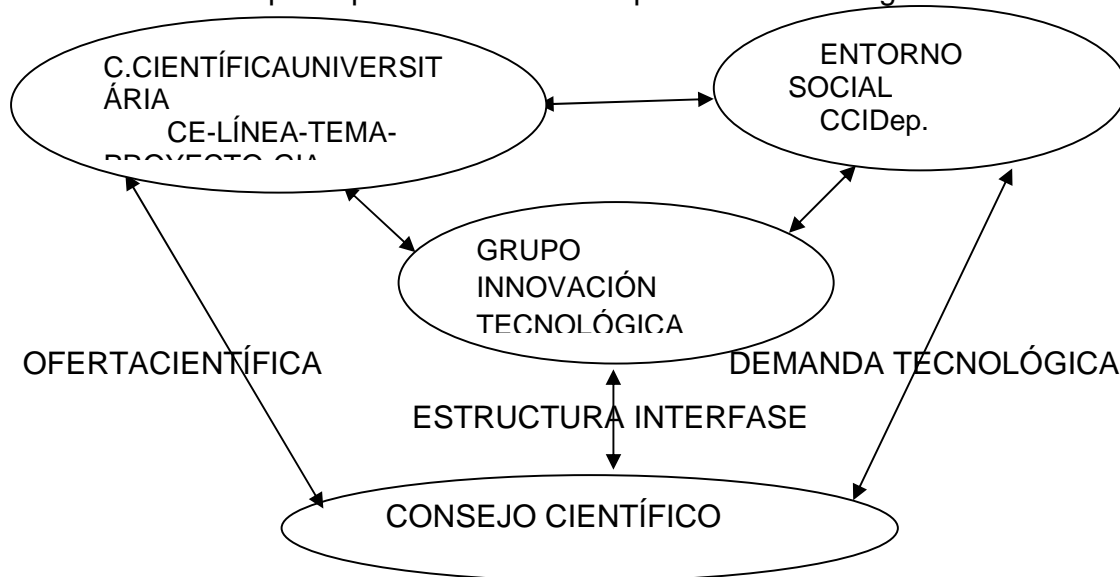 C.CIENTÍFICAUNIVERSIT
ÁRIA
CE-LÍNEA-TEMA-
ENTORNO
SOCIAL
CCIDep.
GRUPO
INNOVACIÓN
TECNOLÓGICA
OFERTACIENTÍFICA
DEMANDA TECNOLÓGICA
ESTRUCTURA INTERFASE
CONSEJO CIENTÍFICO